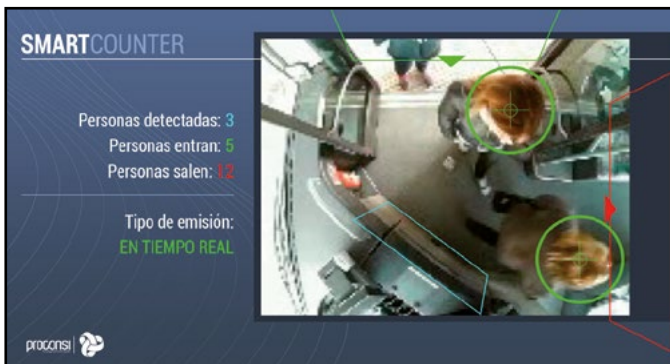 SMARTCOUNTER
Personas detectadas: 3
Personas entran: 5
Personas salen: 12
Tipo de emisión:
EN TIEMPO REAL
proconsi